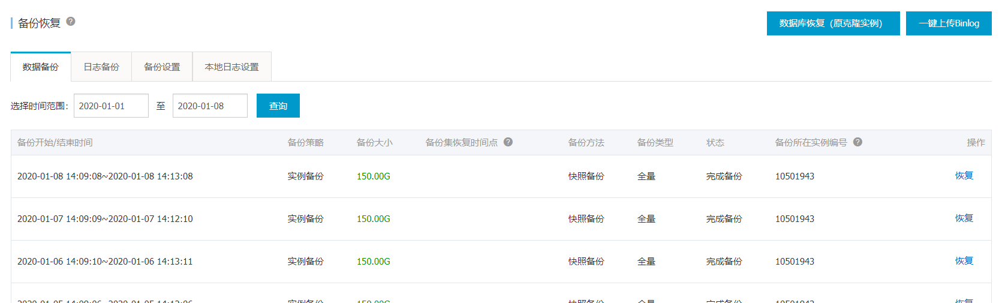 备份恢复 ?
数据库恢复（原克隆实例） 一键上传Binlog
数据备份 日志备份 备份设置 本地日志设置
选择时间范围： 2020-01-01 至 2020-01-08 查询
备份开始/结束时间 备份策略 备份大小 备份集恢复时间点 ? 备份方法 备份类型 状态 备份所在实例编号 ? 操作
2020-01-08 14:09:08~2020-01-08 14:13:08 实例备份 150.00G 快照备份 全量 完成备份 10501943 恢复
2020-01-07 14:09:09~2020-01-07 14:12:10 实例备份 150.00G 快照备份 全量 完成备份 10501943 恢复
2020-01-06 14:09:10~2020-01-06 14:13:11 实例备份 150.00G 快照备份 全量 完成备份 10501943 恢复